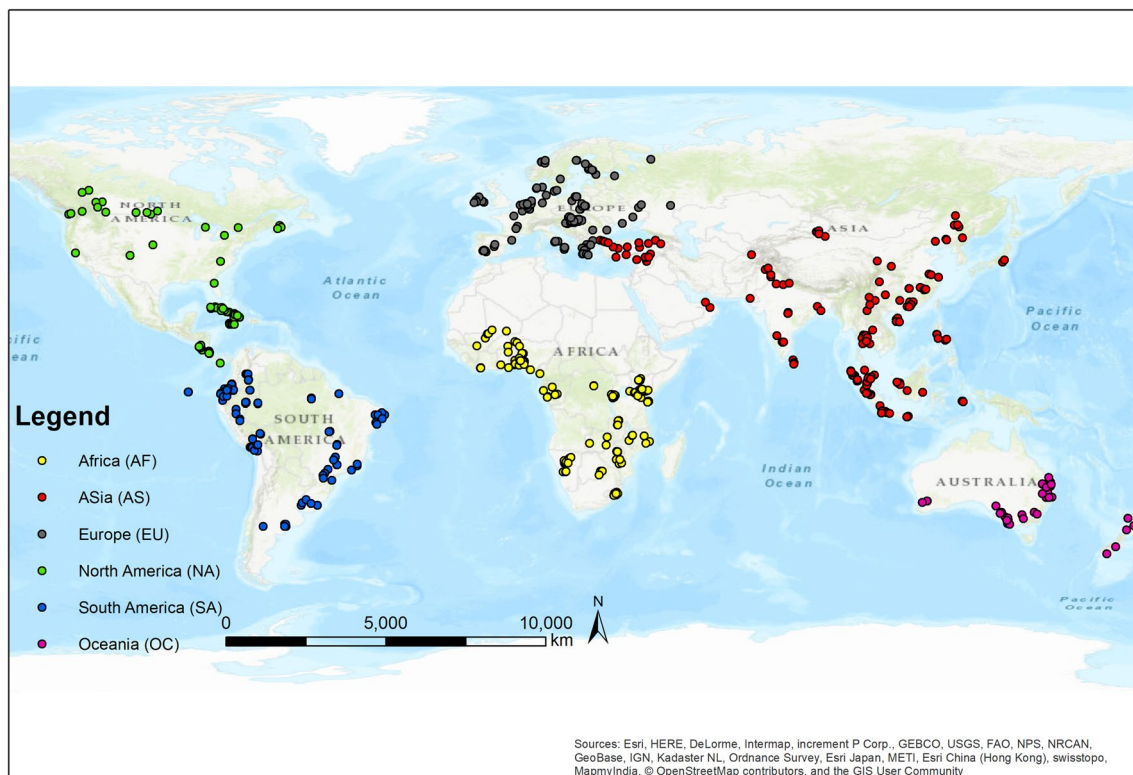 NORTH
AMERICA
EUROPE
ASIA
Atlantic
Ocean
Pacific
Ocean
cific
ean
AFRICA
SOUTH
AMERICA
Indian
Ocean
AUSTRALIA
Pacific
Ocean
Legend
Africa (AF)
ASia (AS)
Europe (EU)
North America (NA)
South America (SA)
Oceania (OC)
0 5,000 10,000
km
N
Sources: Esri, HERE, DeLorme, Intermap, increment P Corp., GEBCO, USGS, FAO, NPS, NRCAN,
GeoBase, IGN, Kadaster NL, Ordnance Survey, Esri Japan, METI, Esri China (Hong Kong), swisstopo,
MapmyIndia, © OpenStreetMap contributors, and the GIS User Community